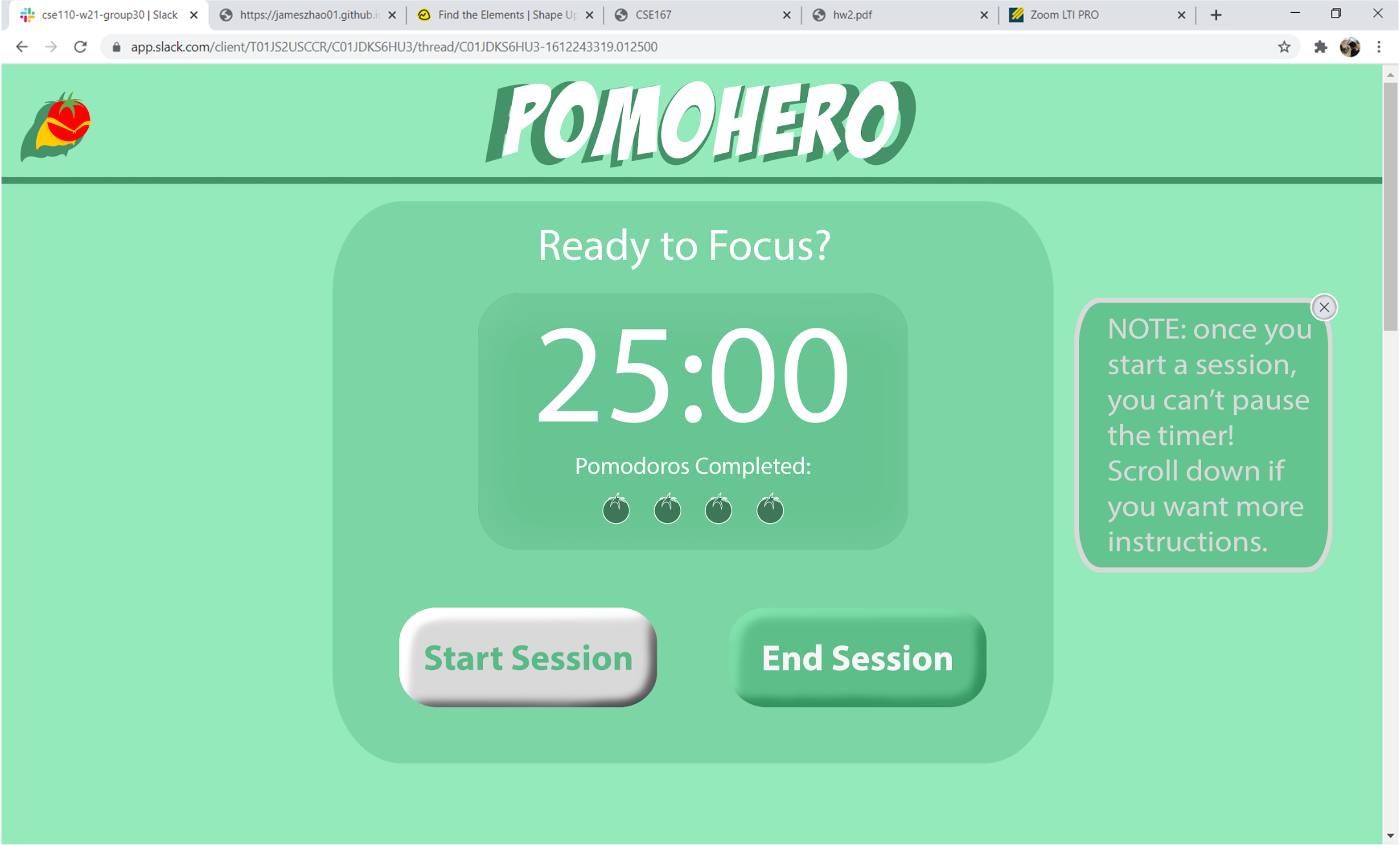 cse110-w21-group30 | Slack
https://jameszhao01.github.i
Find the Elements | Shape Up
CSE167
hw2.pdf
Zoom LTI PRO
app.slack.com/client/T01JS2USCCR/C01JDKS6HU3/thread/C01JDKS6HU3-1612243319.012500
POMOHERO
Ready to Focus?
25:00
Pomodoros Completed:
Start Session
End Session
NOTE: once you
start a session,
you can’t pause
the timer!
Scroll down if
you want more
instructions.